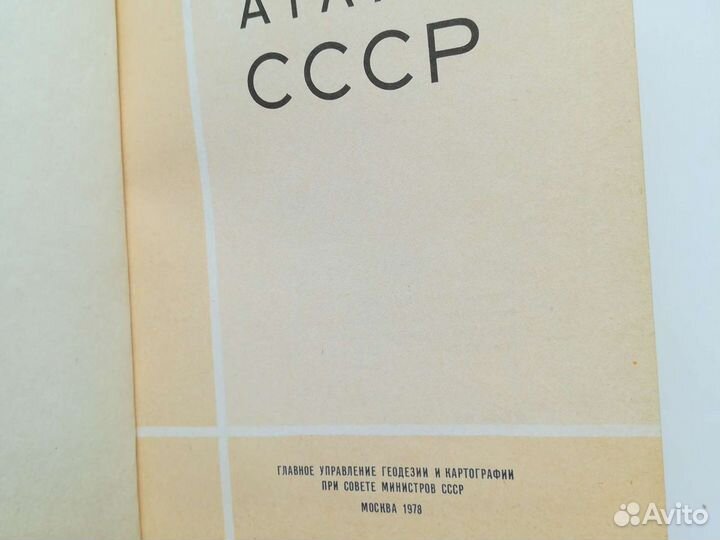 СССР
ГЛАВНОЕ УПРАВЛЕНИЕ ГЕОДЕЗИИ И КАРТОГРАФИИ
ПРИ СОВЕТЕ МИНИСТРОВ СССР
МОСКВА 1978
Avito